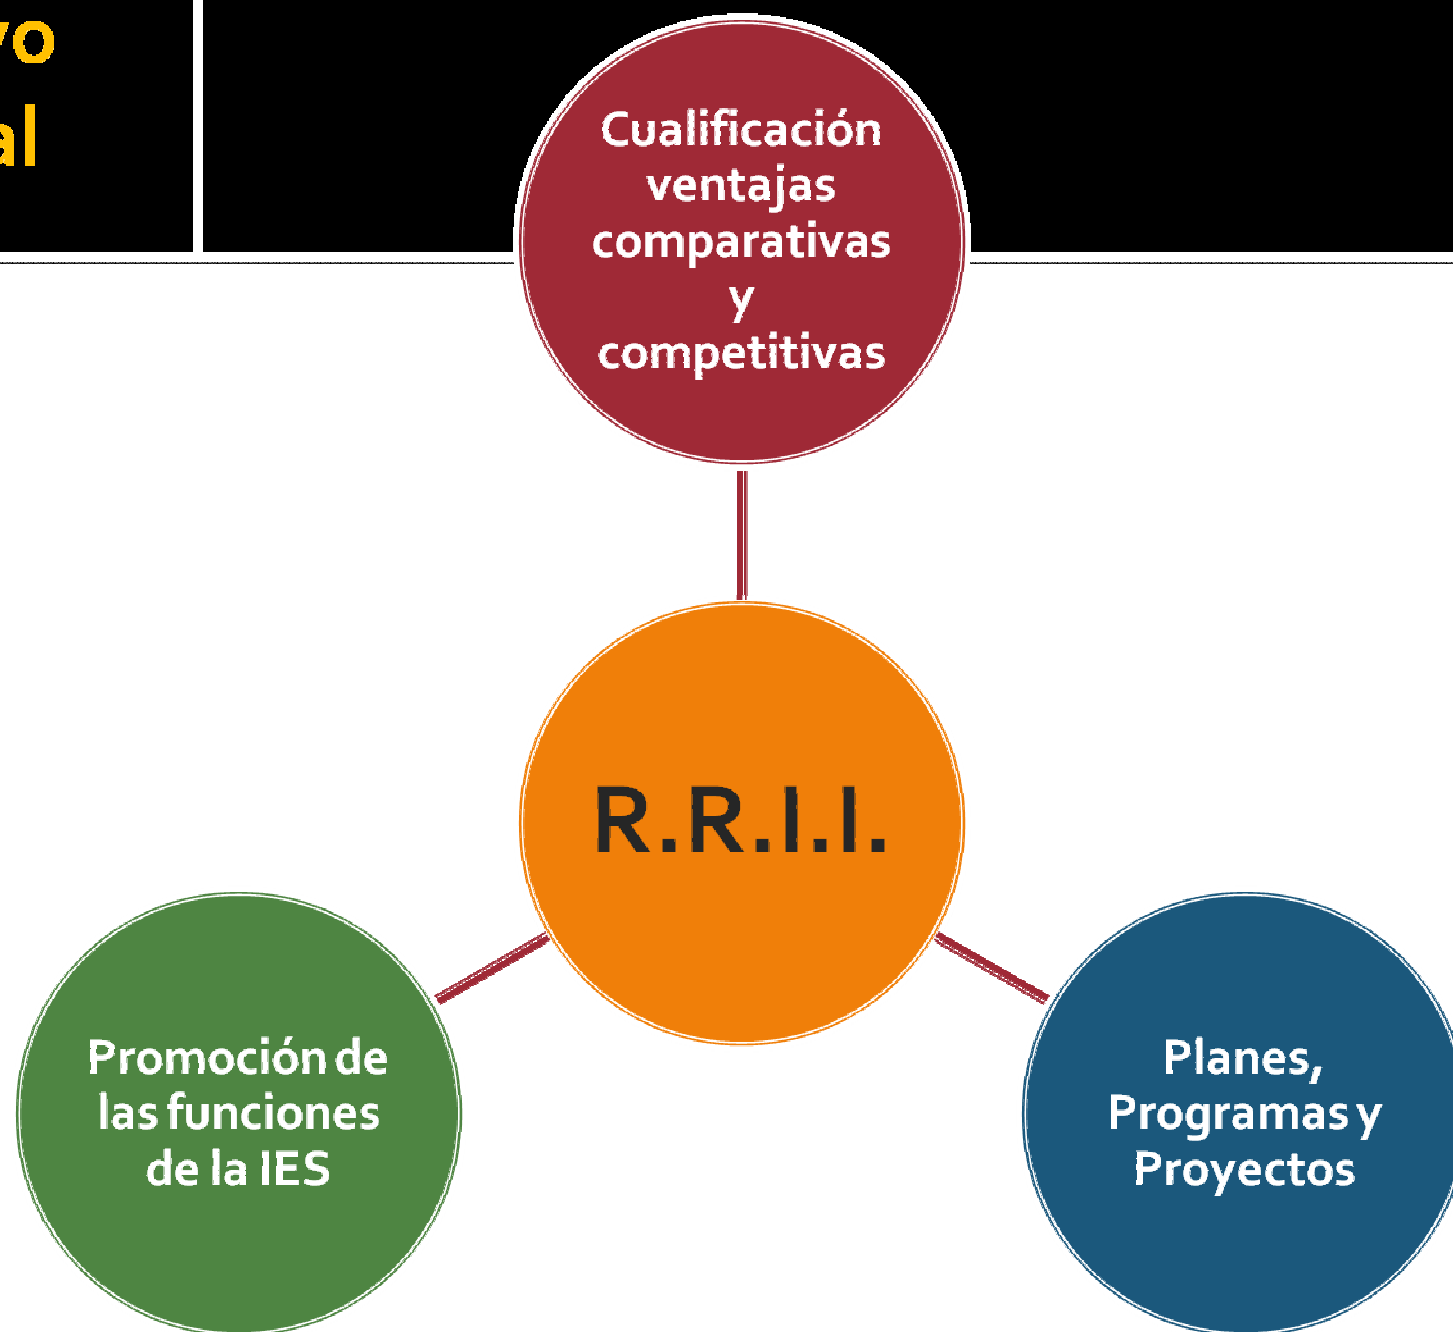 Cualificación
ventajas
comparativas
y
competitivas
R.R.I.I.
Promoción de
las funciones
de la IES
Planes,
Programas y
Proyectos